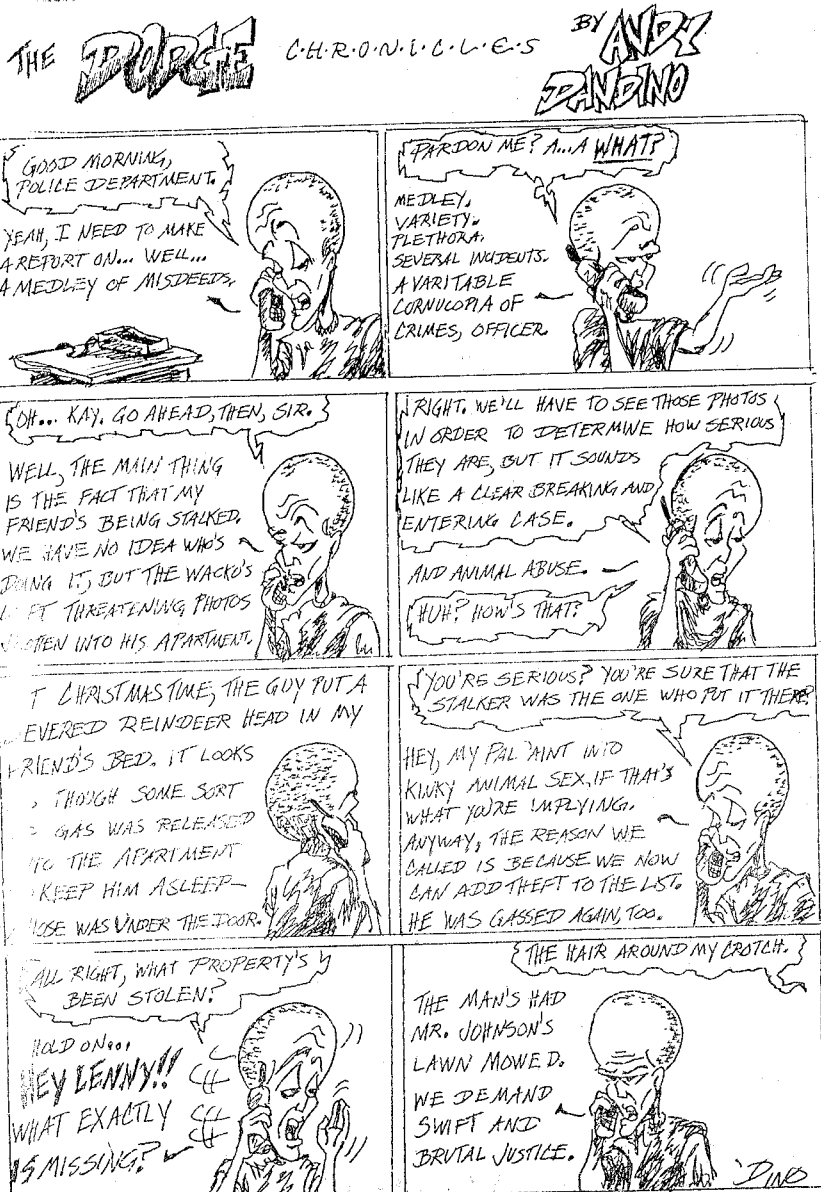 THE DODGE C·H·R·O·N·I·C·L·E·S BY ANDY
DANDINO
GOOD MORNING,
POLICE DEPARTMENT.
YEAH, I NEED TO MAKE
A REPORT ON... WELL...
A MEDLEY OF MISDEEDS.
PARDON ME? A...A WHAT?
MEDLEY.
VARIETY.
PLETHORA.
SEVERAL INCIDENTS.
A VARITABLE
CORNUCOPIA OF
CRIMES, OFFICER.
OH... KAY. GO AHEAD, THEN, SIR.
WELL, THE MAIN THING
IS THE FACT THAT MY
FRIEND'S BEING STALKED.
WE HAVE NO IDEA WHO'S
DOING IT, BUT THE WACKO'S
L FT THREATENING PHOTOS
OTEN INTO HIS APARTMENT.
RIGHT. WE'LL HAVE TO SEE THOSE PHOTOS
IN ORDER TO DETERMINE HOW SERIOUS
THEY ARE, BUT IT SOUNDS
LIKE A CLEAR BREAKING AND
ENTERING CASE.
AND ANIMAL ABUSE.
HUH? HOW'S THAT?
T CHRISTMASTIME, THE GUY PUT A
EVERED REINDEER HEAD IN MY
FRIEND'S BED. IT LOOKS
THOUGH SOME SORT
GAS WAS RELEASED
TO THE APARTMENT
KEEP HIM ASLEEP—
HOSE WAS UNDER THE DOOR.
YOU'RE SERIOUS? YOU'RE SURE THAT THE
STALKER WAS THE ONE WHO PUT IT THERE?
HEY, MY PAL 'AINT INTO
KINKY ANIMAL SEX, IF THAT'S
WHAT YOU'RE IMPLYING.
ANYWAY, THE REASON WE
CALLED IS BECAUSE WE NOW
CAN ADD THEFT TO THE LIST.
HE WAS GASSED AGAIN, TOO.
ALL RIGHT, WHAT PROPERTY'S
BEEN STOLEN?
HOLD ON...
HEY LENNY!!
WHAT EXACTLY
IS MISSING?
THE HAIR AROUND MY CROTCH.
THE MAN'S HAD
MR. JOHNSON'S
LAWN MOWED.
WE DEMAND
SWIFT AND
BRUTAL JUSTICE.
'DINO